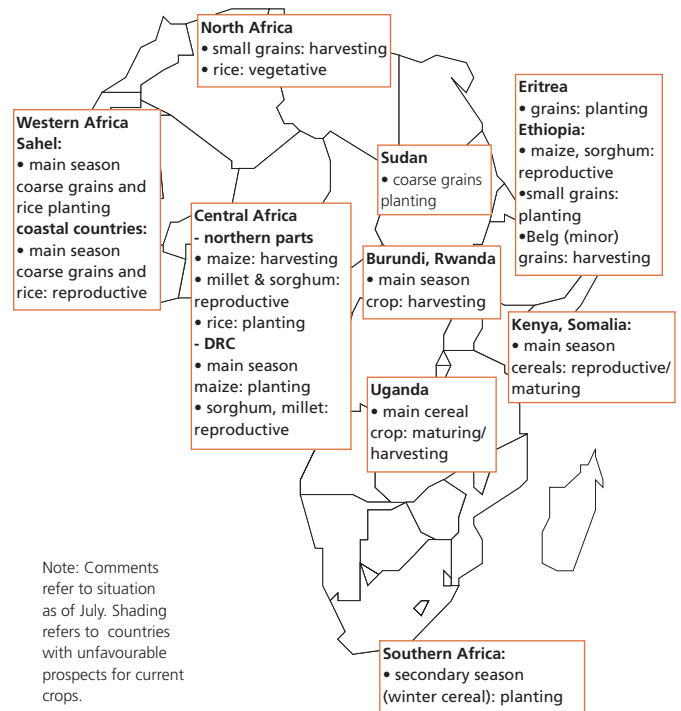 North Africa
• small grains: harvesting
• rice: vegetative
Western Africa
Sahel:
• main season
coarse grains and
rice planting
coastal countries:
• main season
coarse grains and
rice: reproductive
Central Africa
- northern parts
• maize: harvesting
• millet & sorghum:
reproductive
• rice: planting
- DRC
• main season
maize: planting
• sorghum, millet:
reproductive
Sudan
• coarse grains
planting
Eritrea
• grains: planting
Ethiopia:
• maize, sorghum:
reproductive
•small grains:
planting
•Belg (minor)
grains: harvesting
Burundi, Rwanda
• main season
crop: harvesting
Kenya, Somalia:
• main season
cereals: reproductive/
maturing
Uganda
• main cereal
crop: maturing/
harvesting
Southern Africa:
• secondary season
(winter cereal): planting
Note: Comments
refer to situation
as of July. Shading
refers to countries
with unfavourable
prospects for current
crops.